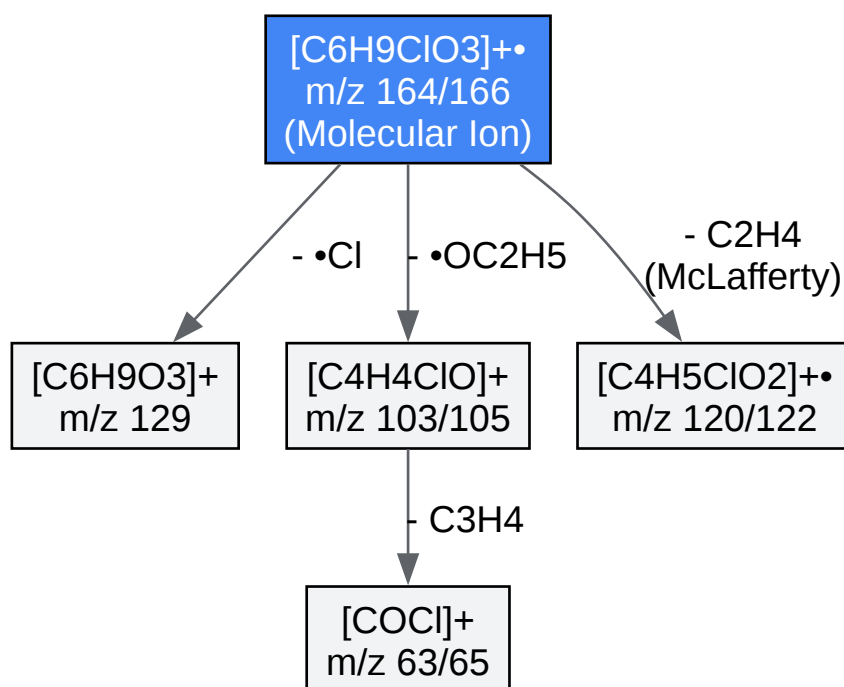 [C6H9ClO3]+•
m/z 164/166
(Molecular Ion)
- •Cl
- •OC2H5
- C2H4
(McLafferty)
[C6H9O3]+
m/z 129
[C4H4ClO]+
m/z 103/105
[C4H5ClO2]+•
m/z 120/122
- C3H4
[COCl]+
m/z 63/65